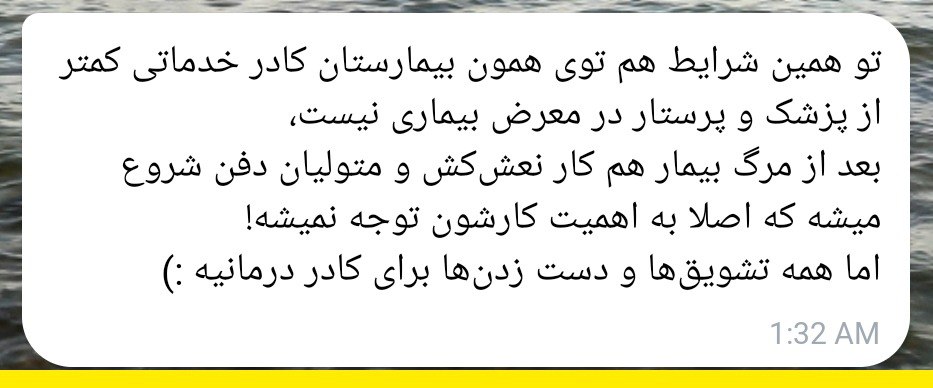 تو همین شرایط هم توی همون بیمارستان کادر خدماتی کمتر
از پزشک و پرستار در معرض بیماری نیست،
بعد از مرگ بیمار هم کار نعش‌کش و متولیان دفن شروع
میشه که اصلا به اهمیت کارشون توجه نمیشه!
اما همه تشویق‌ها و دست زدن‌ها برای کادر درمانیه :)
1:32 AM